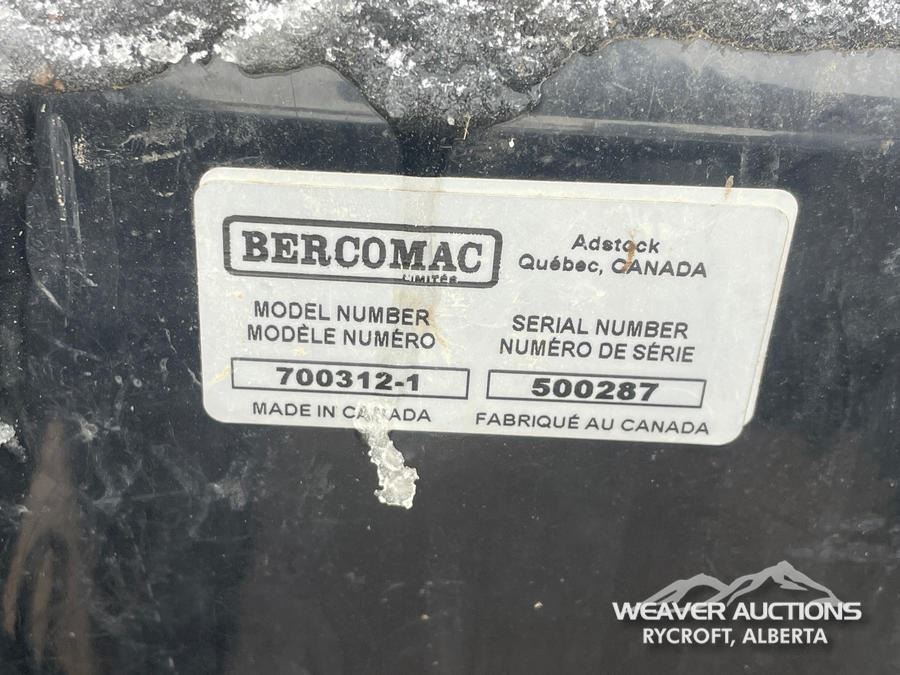 BERCOMAC
LIMITÉE
Adstock
Québec, CANADA
MODEL NUMBER
MODÈLE NUMÉRO
700312-1
MADE IN CANADA
SERIAL NUMBER
NUMÉRO DE SÉRIE
500287
FABRIQUÉ AU CANADA
WEAVER AUCTIONS
RYCROFT, ALBERTA